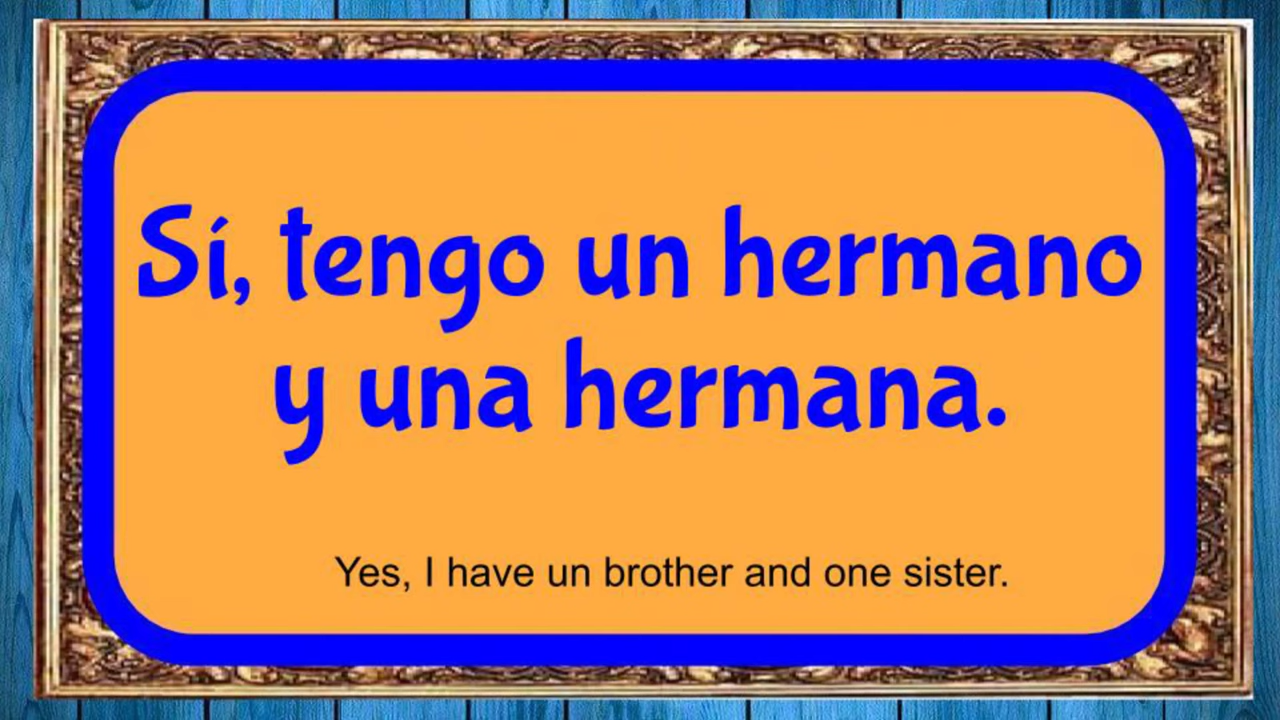 Sí, tengo un hermano
y una hermana.
Yes, I have un brother and one sister.